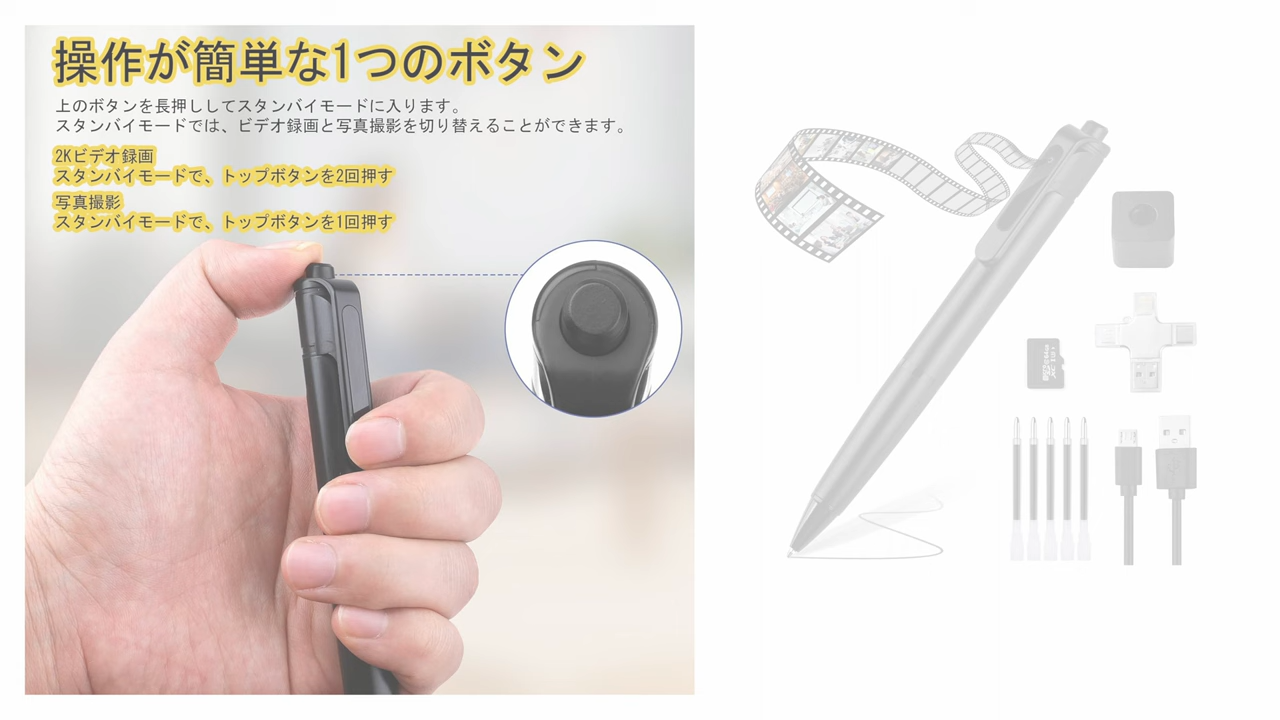 操作が簡単な1つのボタン
上のボタンを長押ししてスタンバイモードに入ります。
スタンバイモードでは、ビデオ録画と写真撮影を切り替えることができます。
2Kビデオ録画
スタンバイモードで、トップボタンを2回押す
写真撮影
スタンバイモードで、トップボタンを1回押す